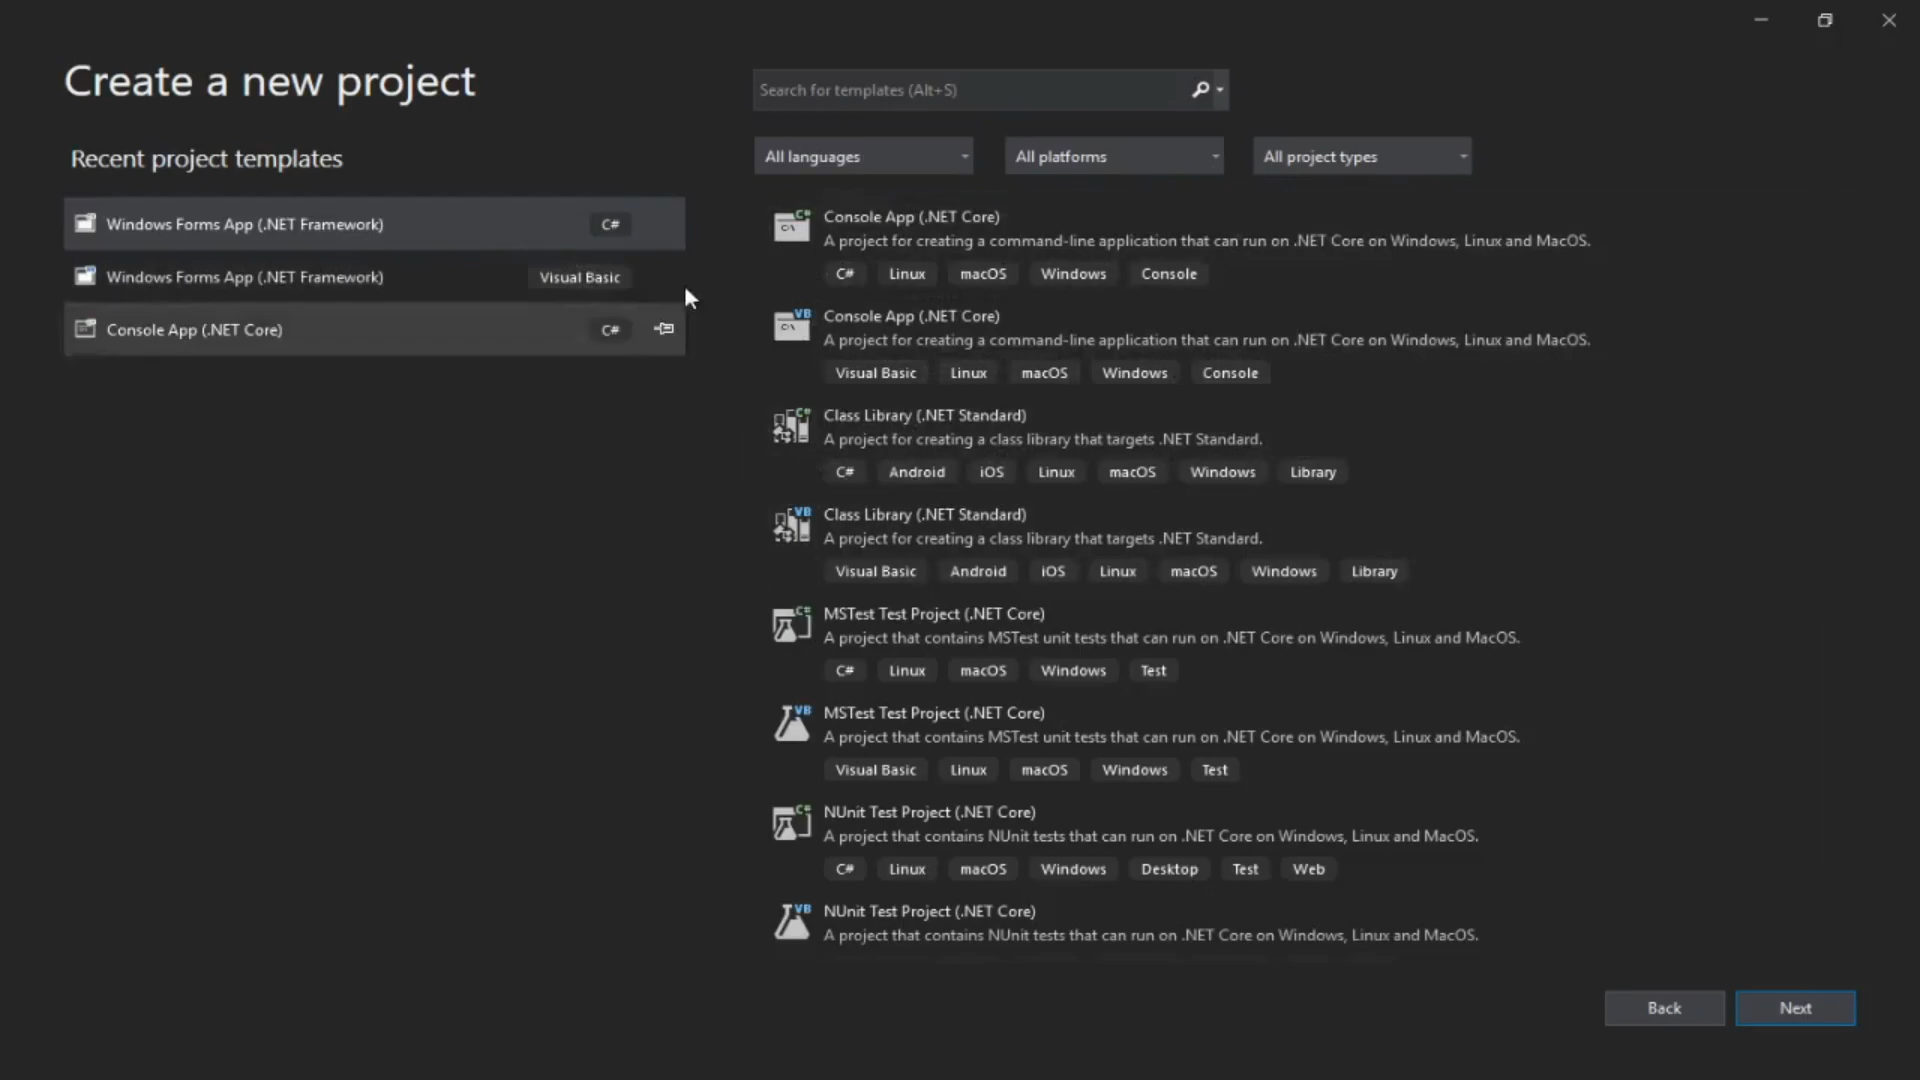 Create a new project
Search for templates (Alt+S)
Recent project templates
All languages
All platforms
All project types
Windows Forms App (.NET Framework) C#
Windows Forms App (.NET Framework) Visual Basic
Console App (.NET Core) C#
C#
Console App (.NET Core)
A project for creating a command-line application that can run on .NET Core on Windows, Linux and MacOS.
C# Linux macOS Windows Console
VB
Console App (.NET Core)
A project for creating a command-line application that can run on .NET Core on Windows, Linux and MacOS.
Visual Basic Linux macOS Windows Console
C#
Class Library (.NET Standard)
A project for creating a class library that targets .NET Standard.
C# Android iOS Linux macOS Windows Library
VB
Class Library (.NET Standard)
A project for creating a class library that targets .NET Standard.
Visual Basic Android iOS Linux macOS Windows Library
C#
MSTest Test Project (.NET Core)
A project that contains MSTest unit tests that can run on .NET Core on Windows, Linux and MacOS.
C# Linux macOS Windows Test
VB
MSTest Test Project (.NET Core)
A project that contains MSTest unit tests that can run on .NET Core on Windows, Linux and MacOS.
Visual Basic Linux macOS Windows Test
C#
NUnit Test Project (.NET Core)
A project that contains NUnit tests that can run on .NET Core on Windows, Linux and MacOS.
C# Linux macOS Windows Desktop Test Web
VB
NUnit Test Project (.NET Core)
A project that contains NUnit tests that can run on .NET Core on Windows, Linux and MacOS.
Back
Next